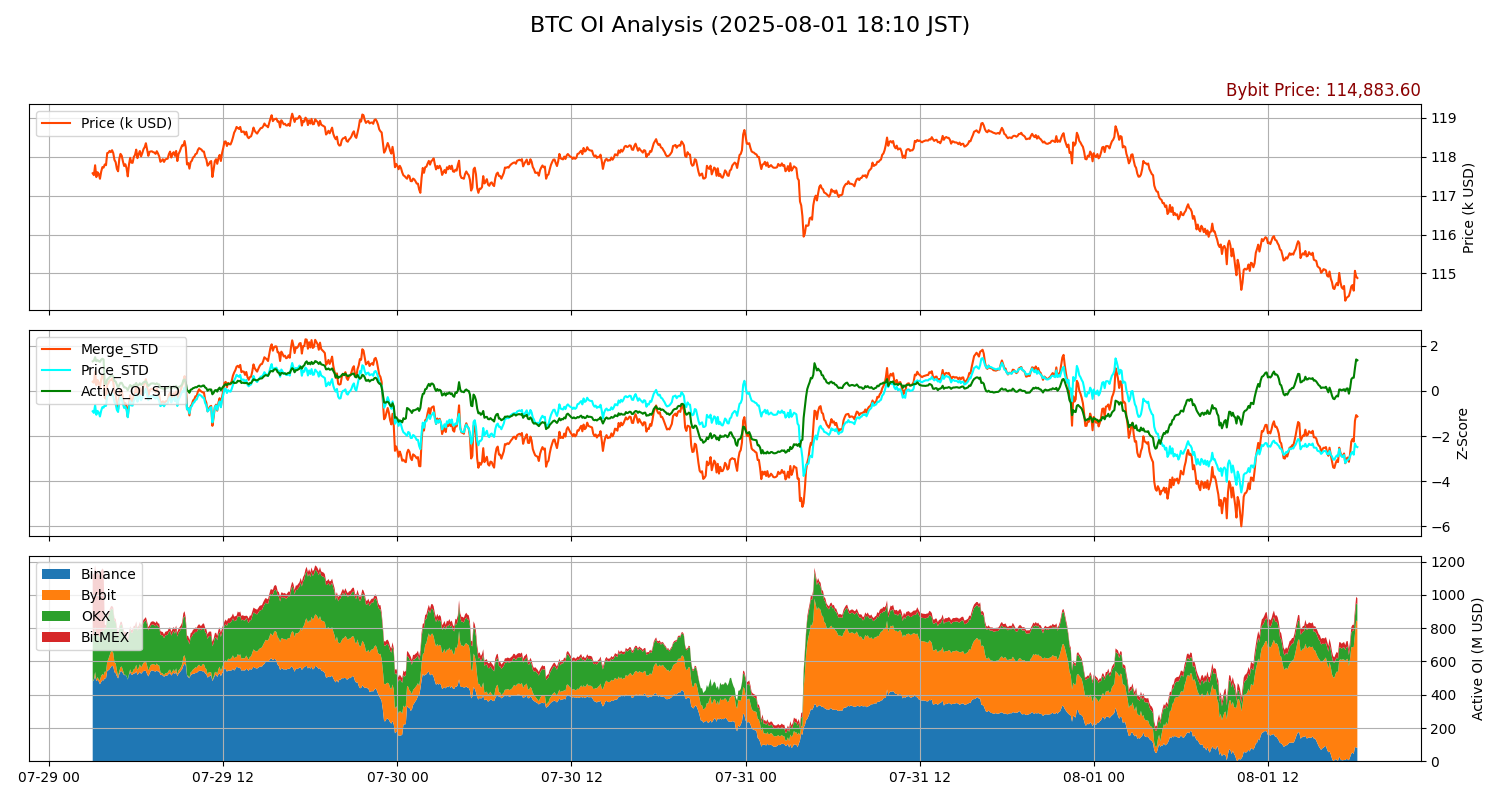 BTC OI Analysis (2025-08-01 18:10 JST)
Bybit Price: 114,883.60
Price (k USD)
119
118
117
116
115
Price (k USD)
Merge_STD
Price_STD
Active_OI_STD
2
0
−2
−4
−6
Z-Score
Binance
Bybit
OKX
BitMEX
1200
1000
800
600
400
200
0
Active OI (M USD)
07-29 00
07-29 12
07-30 00
07-30 12
07-31 00
07-31 12
08-01 00
08-01 12